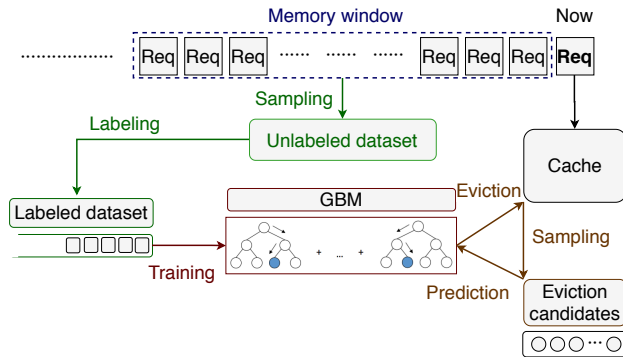 Memory window
Now
Req Req Req Req Req Req Req
Sampling
Labeling
Unlabeled dataset
Cache
GBM
Eviction
Labeled dataset
+ ... +
Sampling
Training
Prediction
Eviction
candidates